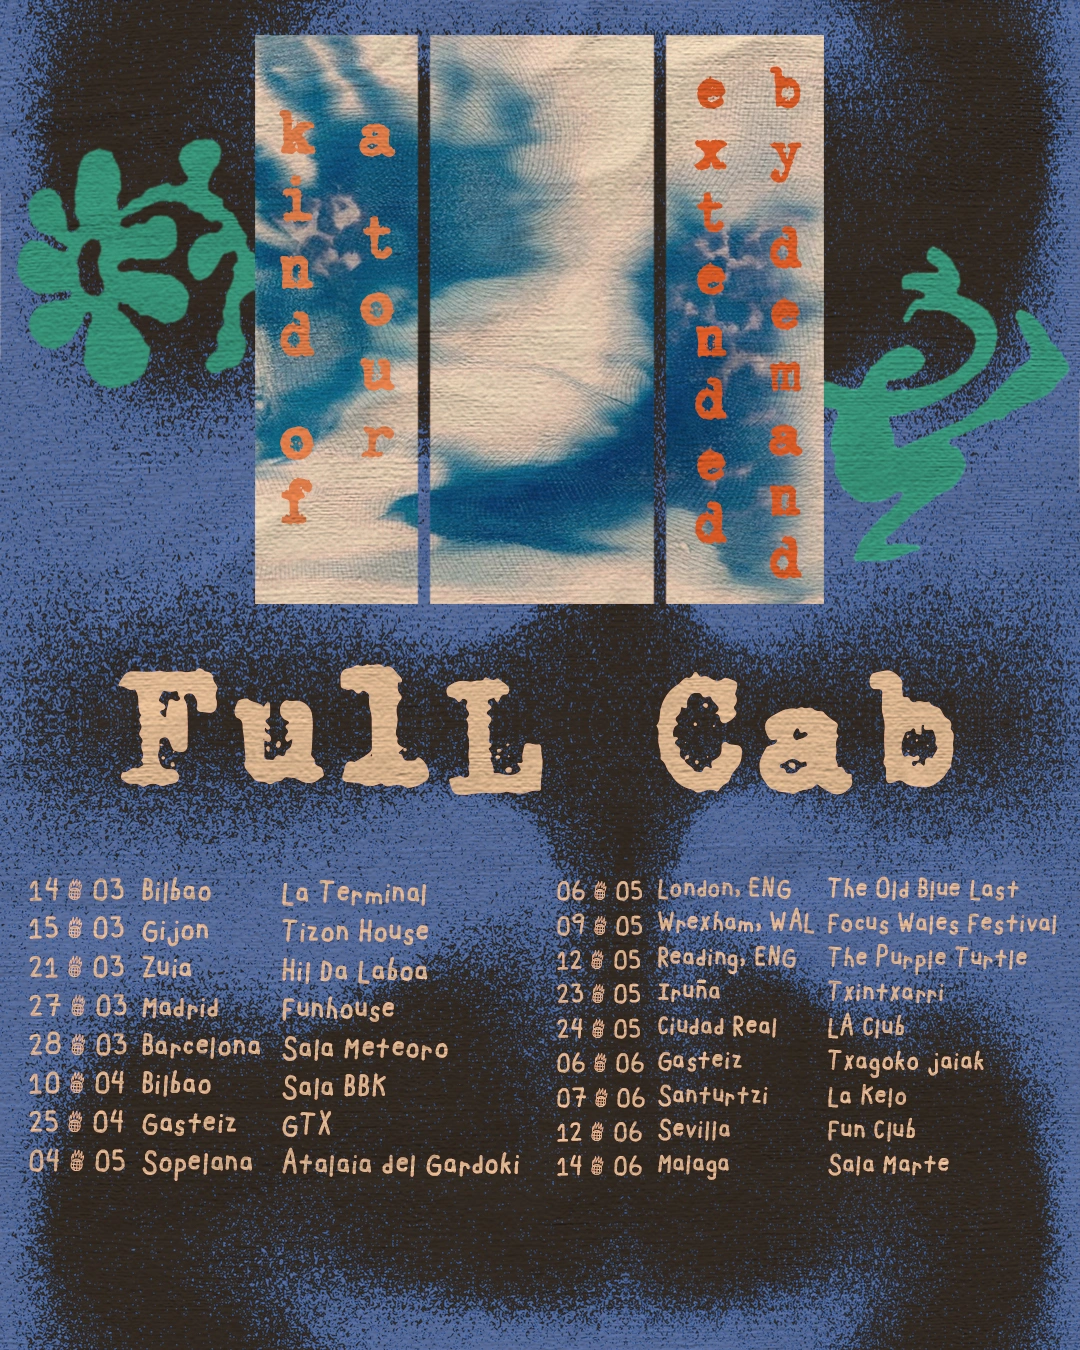 kind of
a tour
extended
by demand
FulL Cab
14 03 Bilbao La Terminal
15 03 Gijon Tizon House
21 03 Zuia Hil Da Laboa
27 03 Madrid Funhouse
28 03 Barcelona Sala Meteoro
10 04 Bilbao Sala BBK
25 04 Gasteiz GTX
04 05 Sopelana Atalaia del Gardoki
06 05 London, ENG The Old Blue Last
09 05 Wrexham, WAL Focus Wales Festival
12 05 Reading, ENG The Purple Turtle
23 05 Iruña Txintxarri
24 05 Ciudad Real LA Club
06 06 Gasteiz Txagoko jaiak
07 06 Santurtzi La Kelo
12 06 Sevilla Fun Club
14 06 Malaga Sala Marte